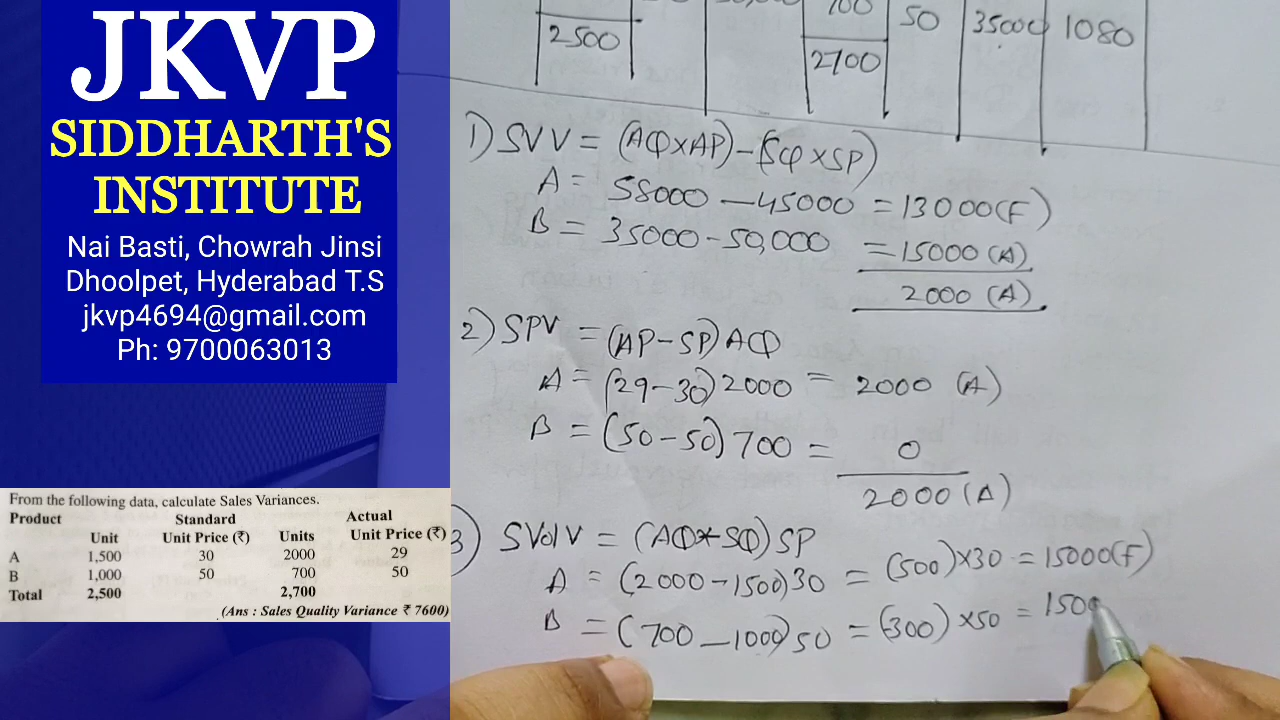 JKVP
SIDDHARTH'S
INSTITUTE
Nai Basti, Chowrah Jinsi
Dhoolpet, Hyderabad T.S
jkvp4694@gmail.com
Ph: 9700063013
From the following data, calculate Sales Variances.
Product Standard Actual
Unit Unit Price (₹) Units Unit Price (₹)
A 1,500 30 2000 29
B 1,000 50 700 50
Total 2,500 2,700
(Ans : Sales Quality Variance ₹ 7600)
700 50 35000 1080
2500 2700
1) SVV = (AQ×AP)-(SQ×SP)
A = 58000 - 45000 = 13000(F)
B = 35000-50,000 = 15000 (A)
2000 (A)
2) SPV = (AP-SP)AQ
A = (29-30)2000 = 2000 (A)
B = (50-50)700 = 0
2000 (A)
3) SVolV = (AQ*SQ)SP
A = (2000-1500)30 = (500)×30 = 15000(F)
B = (700-1000)50 = (300)×50 = 1500